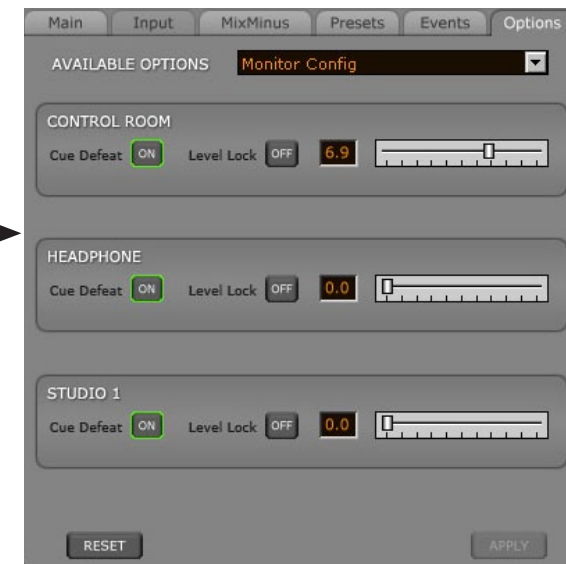 Main Input MixMinus Presets Events Options
AVAILABLE OPTIONS Monitor Config
CONTROL ROOM
Cue Defeat ON Level Lock OFF 6.9
HEADPHONE
Cue Defeat ON Level Lock OFF 0.0
STUDIO 1
Cue Defeat ON Level Lock OFF 0.0
RESET APPLY